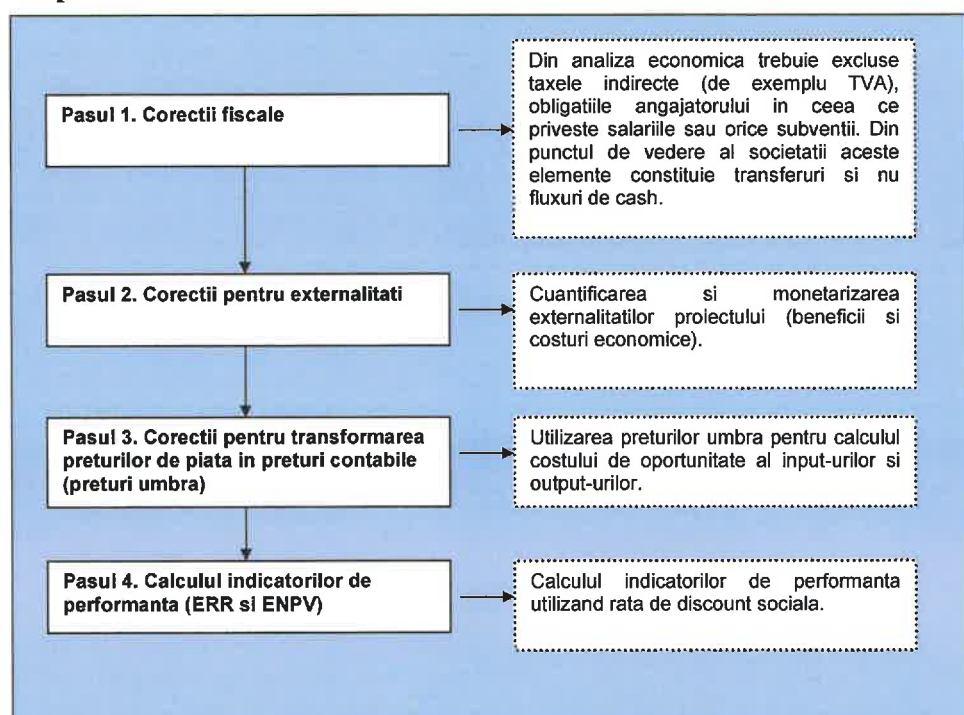 Pasul 1. Corectii fiscale
Din analiza economica trebuie excluse
taxele indirecte (de exemplu TVA),
obligatiile angajatorului in ceea ce
priveste salariile sau orice subventii. Din
punctul de vedere al societatii aceste
elemente constituie transferuri si nu
fluxuri de cash.
Pasul 2. Corectii pentru externalitati
Cuantificarea si monetarizarea
externalitatilor proiectului (beneficii si
costuri economice).
Pasul 3. Corectii pentru transformarea
preturilor de piata in preturi contabile
(preturi umbra)
Utilizarea preturilor umbra pentru calculul
costului de oportunitate al input-urilor si
output-urilor.
Pasul 4. Calculul indicatorilor de
performanta (ERR si ENPV)
Calculul indicatorilor de performanta
utilizand rata de discount sociala.